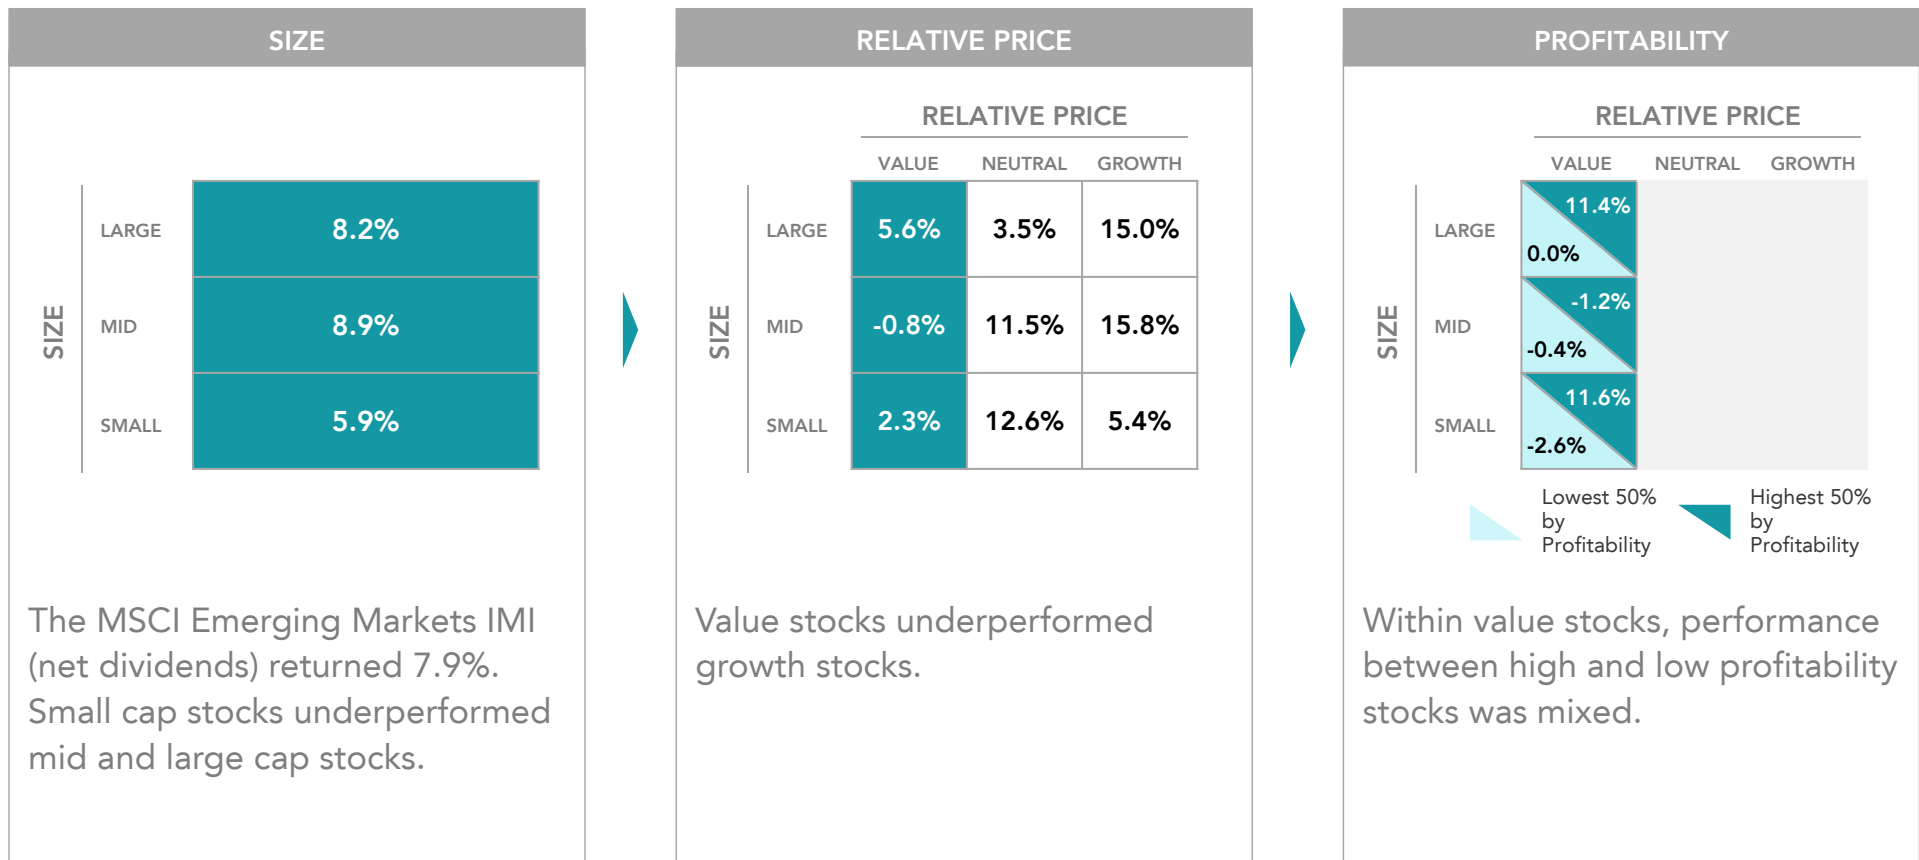 SIZE
SIZE
LARGE 8.2%
MID 8.9%
SMALL 5.9%
The MSCI Emerging Markets IMI
(net dividends) returned 7.9%.
Small cap stocks underperformed
mid and large cap stocks.
RELATIVE PRICE
RELATIVE PRICE
VALUE NEUTRAL GROWTH
SIZE
LARGE 5.6% 3.5% 15.0%
MID -0.8% 11.5% 15.8%
SMALL 2.3% 12.6% 5.4%
Value stocks underperformed
growth stocks.
PROFITABILITY
RELATIVE PRICE
VALUE NEUTRAL GROWTH
SIZE
11.4%
LARGE
0.0%
-1.2%
MID
-0.4%
11.6%
SMALL
-2.6%
Lowest 50%
by
Profitability
Highest 50%
by
Profitability
Within value stocks, performance
between high and low profitability
stocks was mixed.